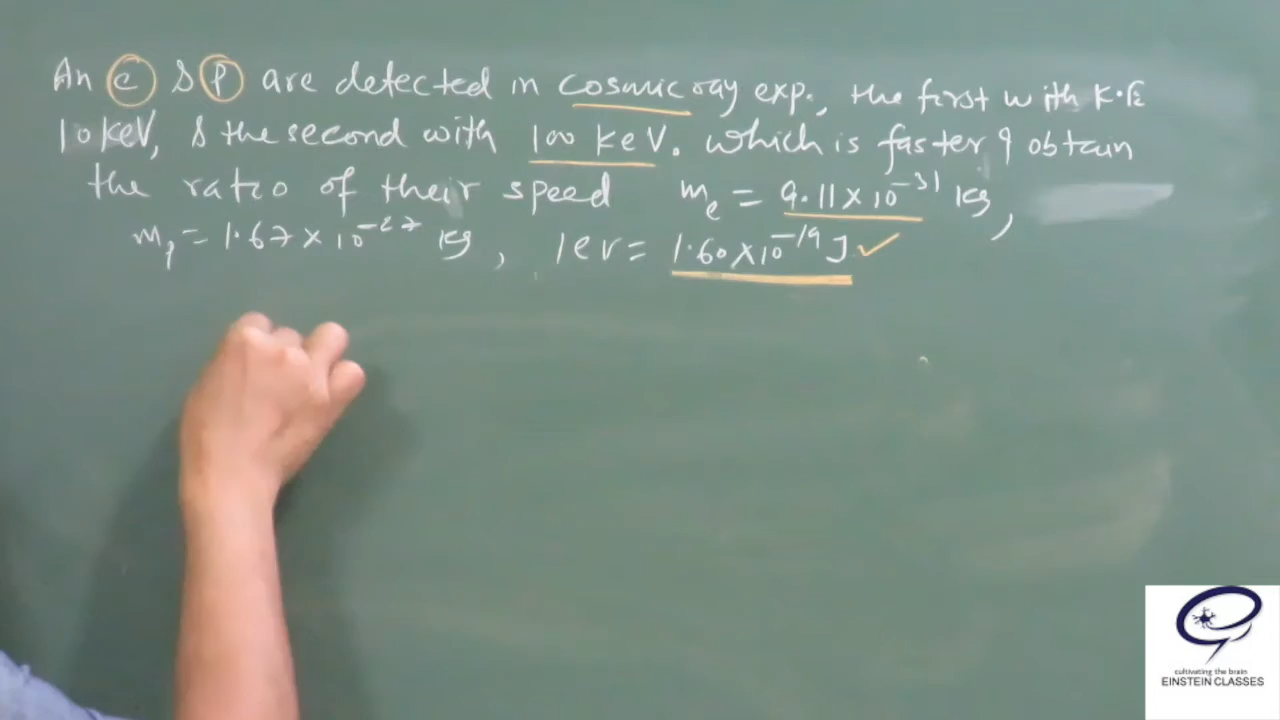 An e & P are detected in cosmic ray exp., the first with K.E
10 keV, & the second with 100 keV. which is faster & obtain
the ratio of their speed me = 9.11 × 10⁻³¹ kg,
mp = 1.67 × 10⁻²⁷ kg, 1ev = 1.60 × 10⁻¹⁹ J ✓
cultivating the brain
EINSTEIN CLASSES